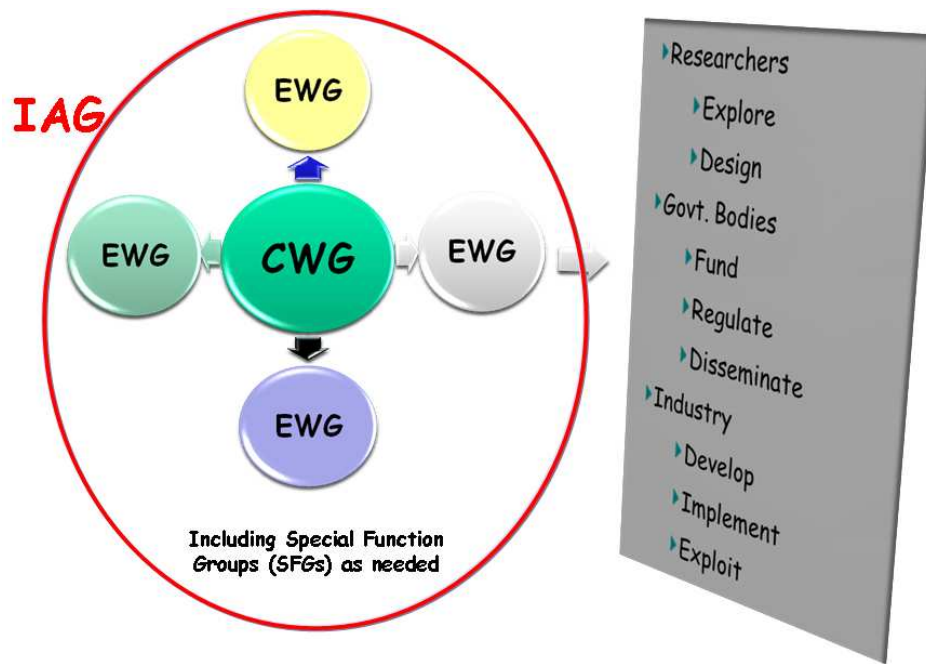 IAG
EWG
EWG
CWG
EWG
EWG
Including Special Function
Groups (SFGs) as needed
Researchers
Explore
Design
Govt. Bodies
Fund
Regulate
Disseminate
Industry
Develop
Implement
Exploit